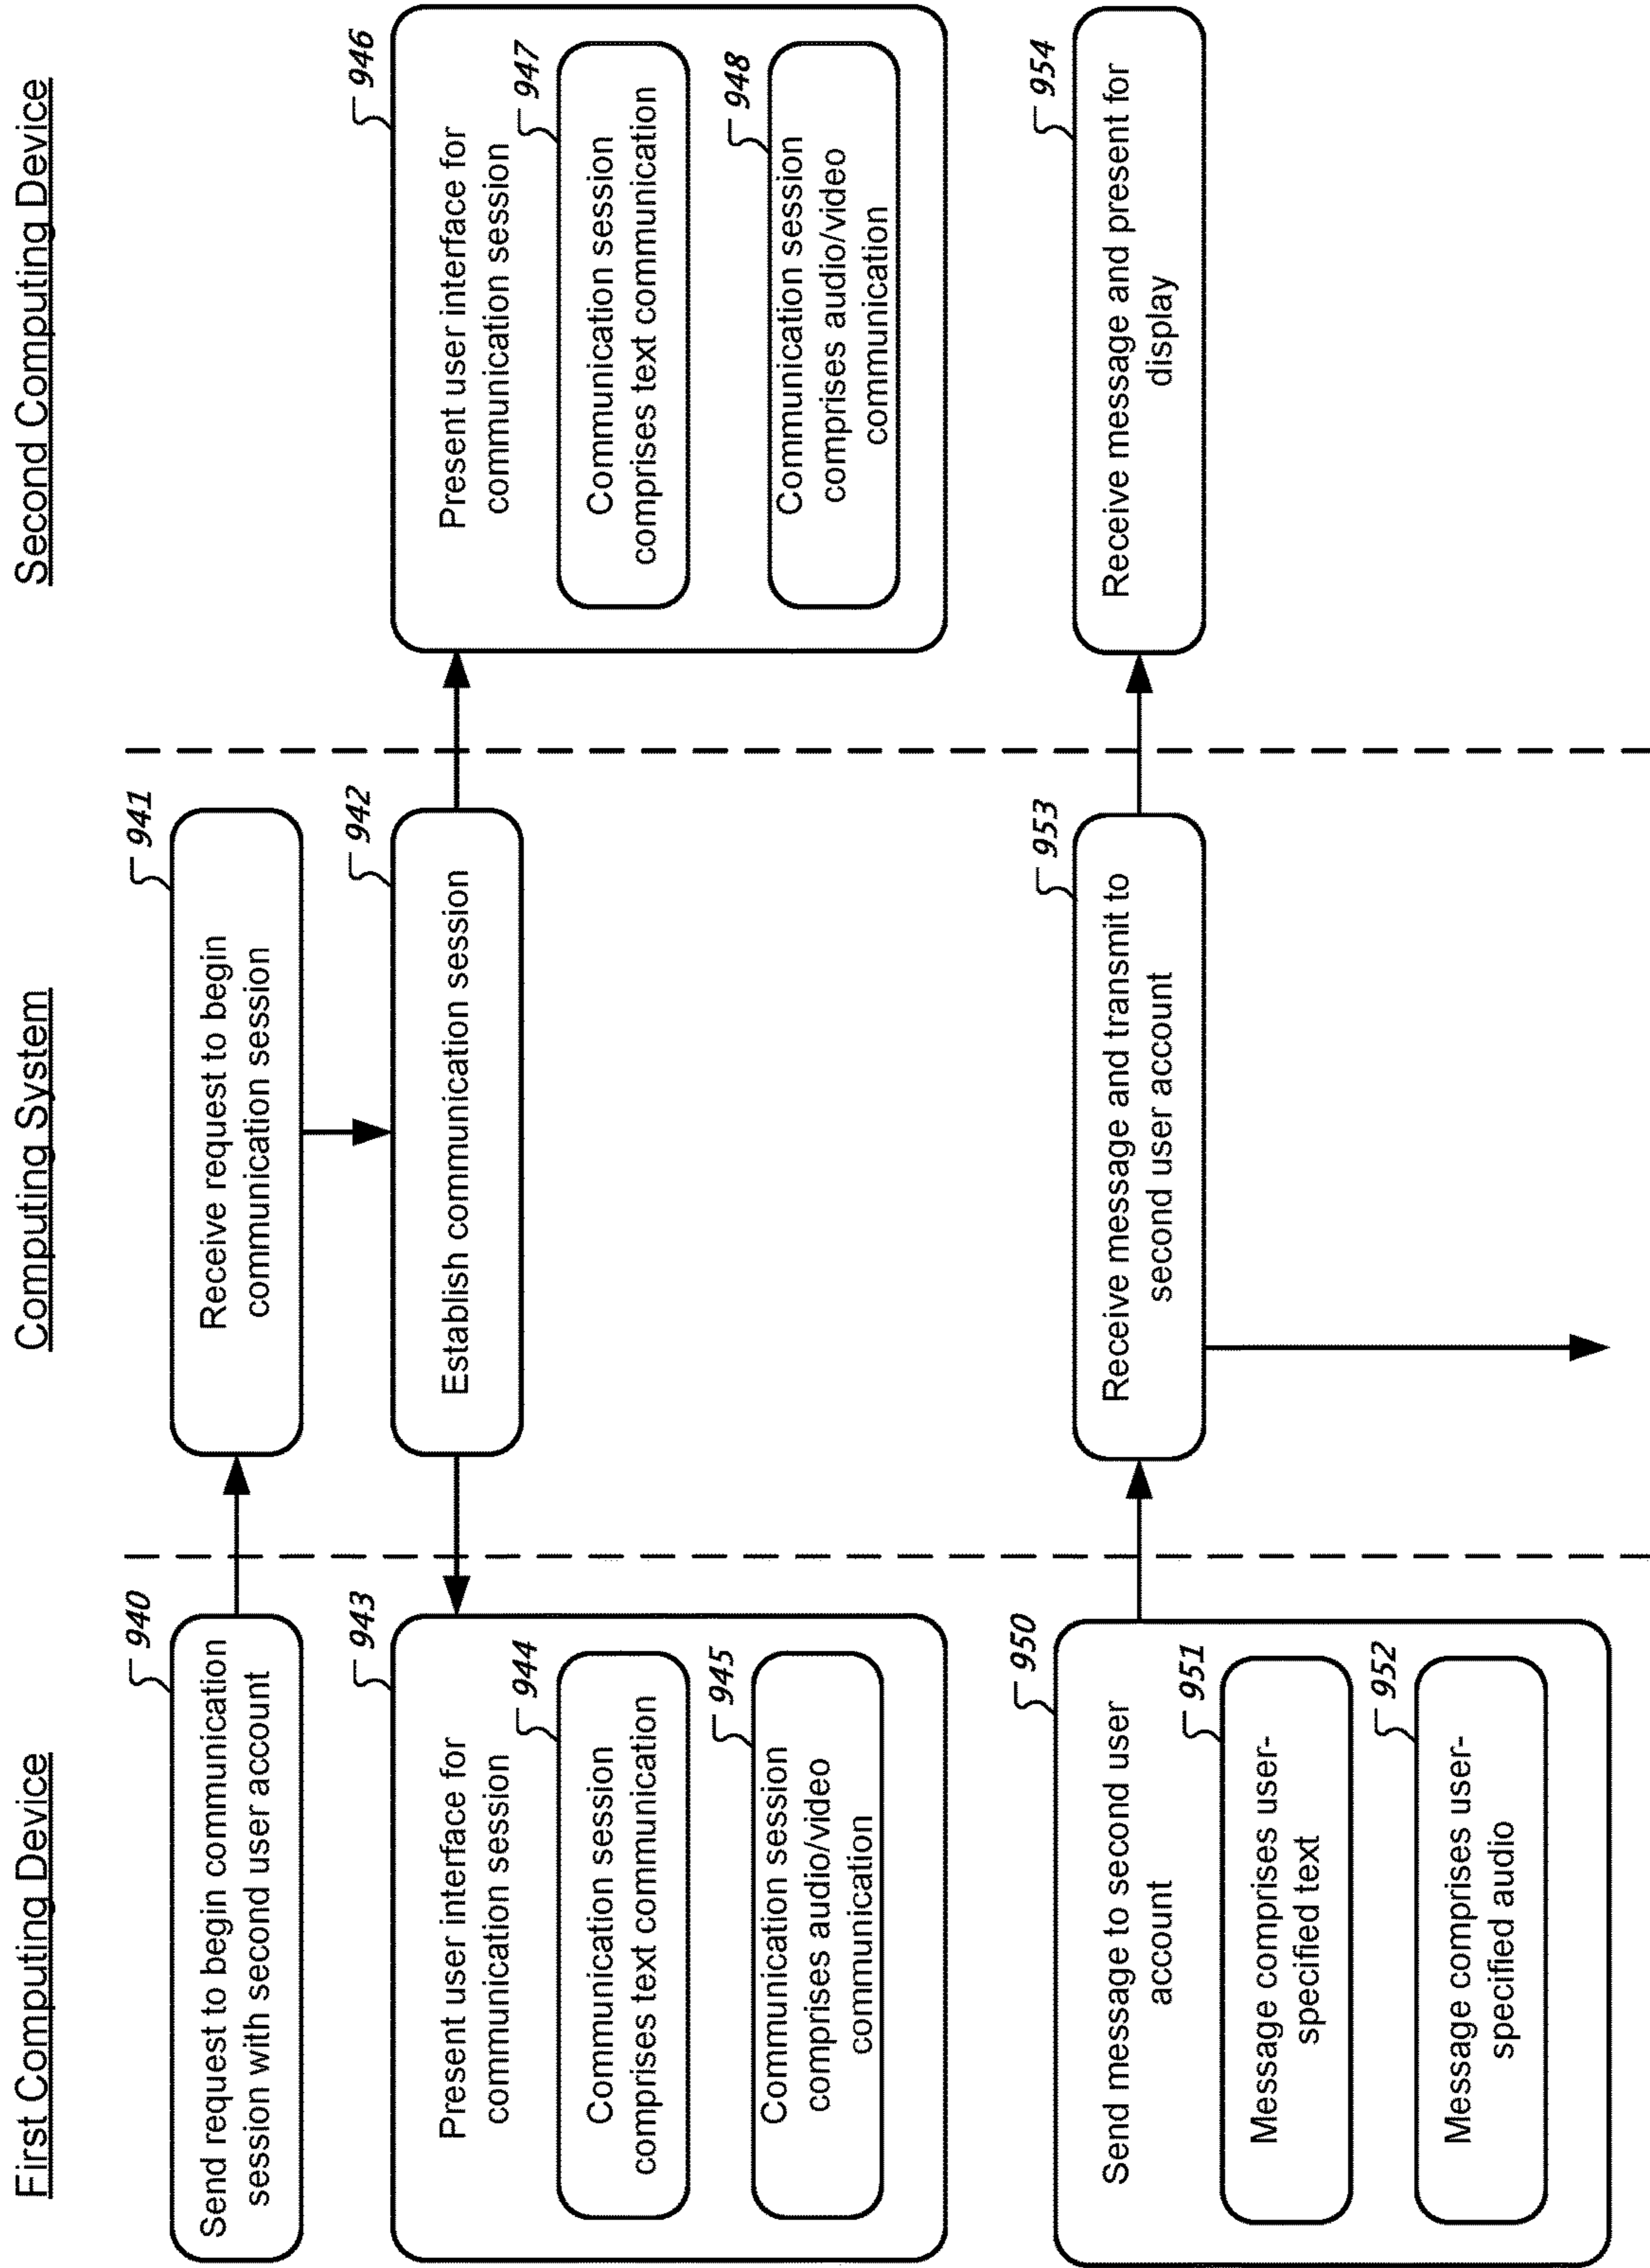 First Computing Device
Computing System
Second Computing Device
940
Send request to begin communication
session with second user account
941
Receive request to begin
communication session
942
Establish communication session
943
Present user interface for
communication session
944
Communication session
comprises text communication
945
Communication session
comprises audio/video
communication
946
Present user interface for
communication session
947
Communication session
comprises text communication
948
Communication session
comprises audio/video
communication
950
Send message to second user
account
951
Message comprises user-
specified text
952
Message comprises user-
specified audio
953
Receive message and transmit to
second user account
954
Receive message and present for
display